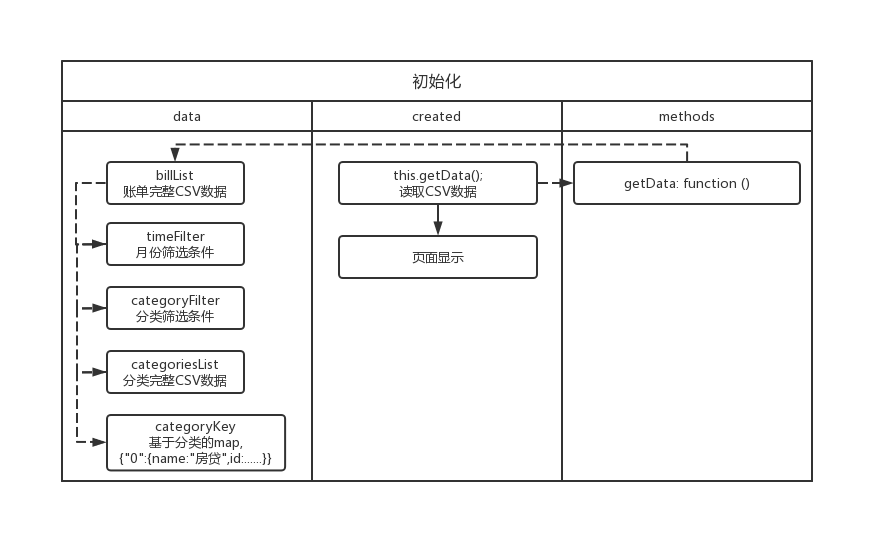 初始化
data
created
methods
billList
账单完整CSV数据
timeFilter
月份筛选条件
categoryFilter
分类筛选条件
categoriesList
分类完整CSV数据
categoryKey
基于分类的map,
{"0":{name:"房贷",id:......}}
this.getData();
读取CSV数据
页面显示
getData: function ()